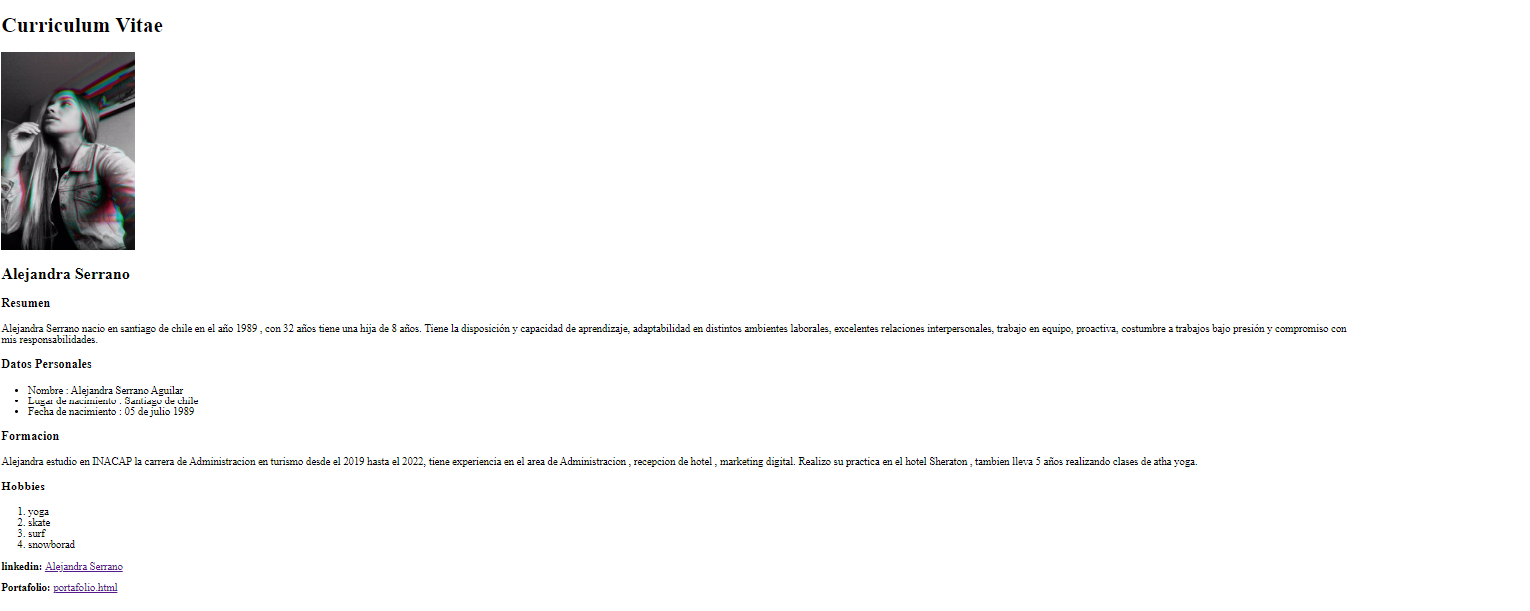 Curriculum Vitae
Alejandra Serrano
Resumen
Alejandra Serrano nacio en santiago de chile en el año 1989 , con 32 años tiene una hija de 8 años. Tiene la disposición y capacidad de aprendizaje, adaptabilidad en distintos ambientes laborales, excelentes relaciones interpersonales, trabajo en equipo, proactiva, costumbre a trabajos bajo presión y compromiso con
mis responsabilidades.
Datos Personales
• Nombre : Alejandra Serrano Aguilar
• Lugar de nacimiento : Santiago de chile
• Fecha de nacimiento : 05 de julio 1989
Formacion
Alejandra estudio en INACAP la carrera de Administracion en turismo desde el 2019 hasta el 2022, tiene experiencia en el area de Administracion , recepcion de hotel , marketing digital. Realizo su practica en el hotel Sheraton , tambien lleva 5 años realizando clases de atha yoga.
Hobbies
1. yoga
2. skate
3. surf
4. snowborad
linkedin: Alejandra Serrano
Portafolio: portafolio.html